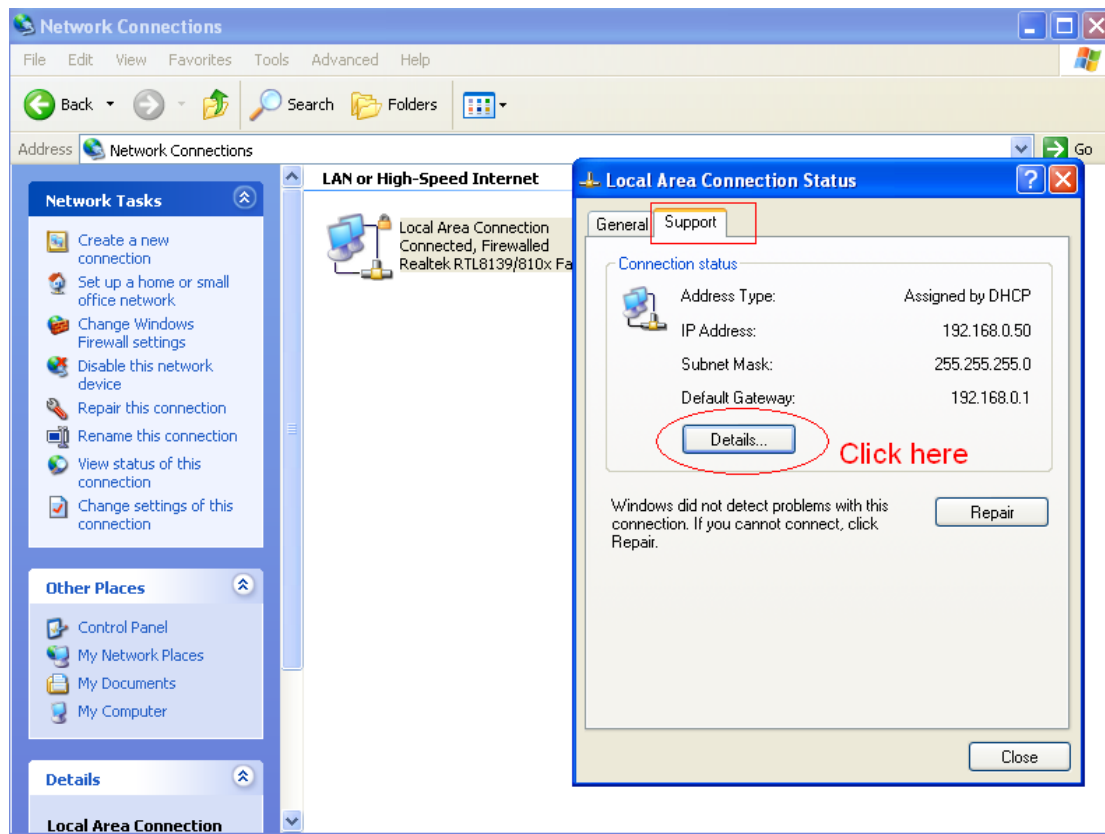 Network Connections
File Edit View Favorites Tools Advanced Help
Back Search Folders
Address Network Connections Go
Network Tasks
Create a new
connection
Set up a home or small
office network
Change Windows
Firewall settings
Disable this network
device
Repair this connection
Rename this connection
View status of this
connection
Change settings of this
connection
Other Places
Control Panel
My Network Places
My Documents
My Computer
Details
Local Area Connection
LAN or High-Speed Internet
Local Area Connection
Connected, Firewalled
Realtek RTL8139/810x Fa
Local Area Connection Status
General Support
Connection status
Address Type: Assigned by DHCP
IP Address: 192.168.0.50
Subnet Mask: 255.255.255.0
Default Gateway: 192.168.0.1
Details...
Click here
Windows did not detect problems with this
connection. If you cannot connect, click
Repair.
Repair
Close